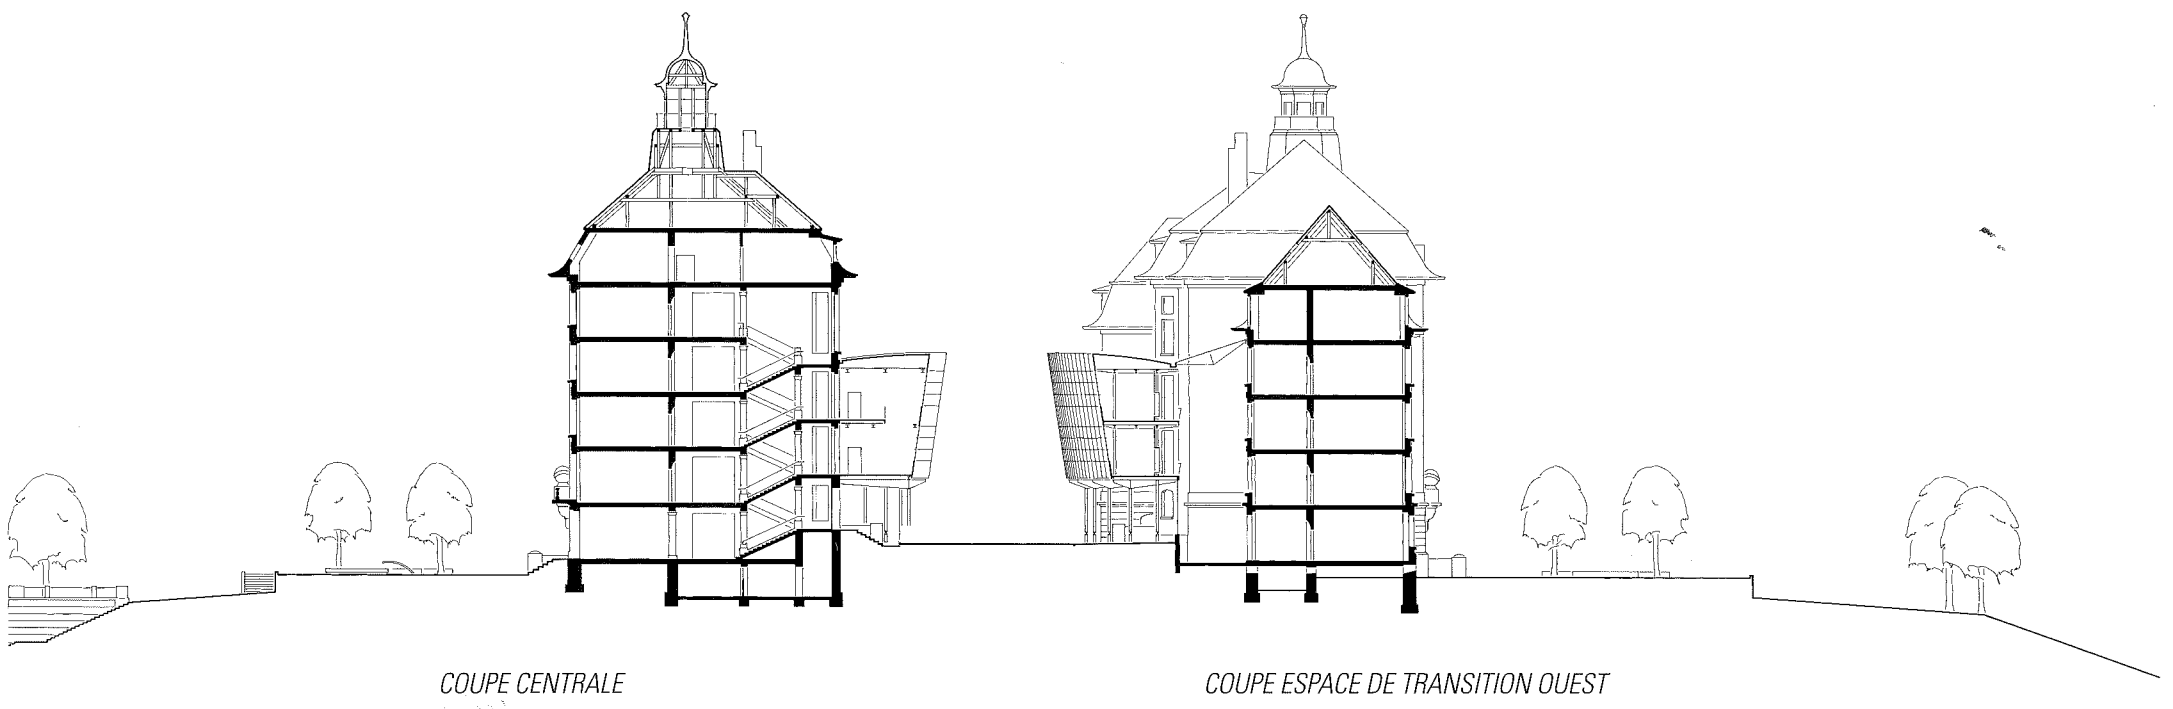 COUPE CENTRALE
COUPE ESPACE DE TRANSITION OUEST